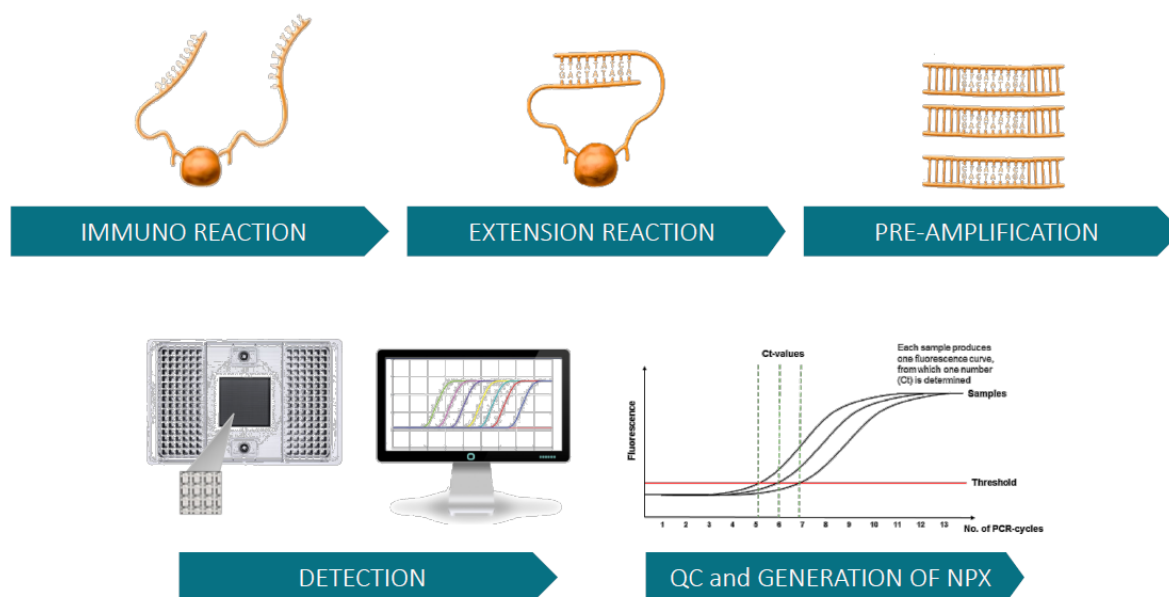 IMMUNO REACTION
EXTENSION REACTION
PRE-AMPLIFICATION
Ct-values
Each sample produces
one fluorescence curve,
from which one number
(Ct) is determined
Samples
Fluorescence
Threshold
1 2 3 4 5 6 7 8 9 10 11 12 13
No. of PCR-cycles
DETECTION
QC and GENERATION OF NPX